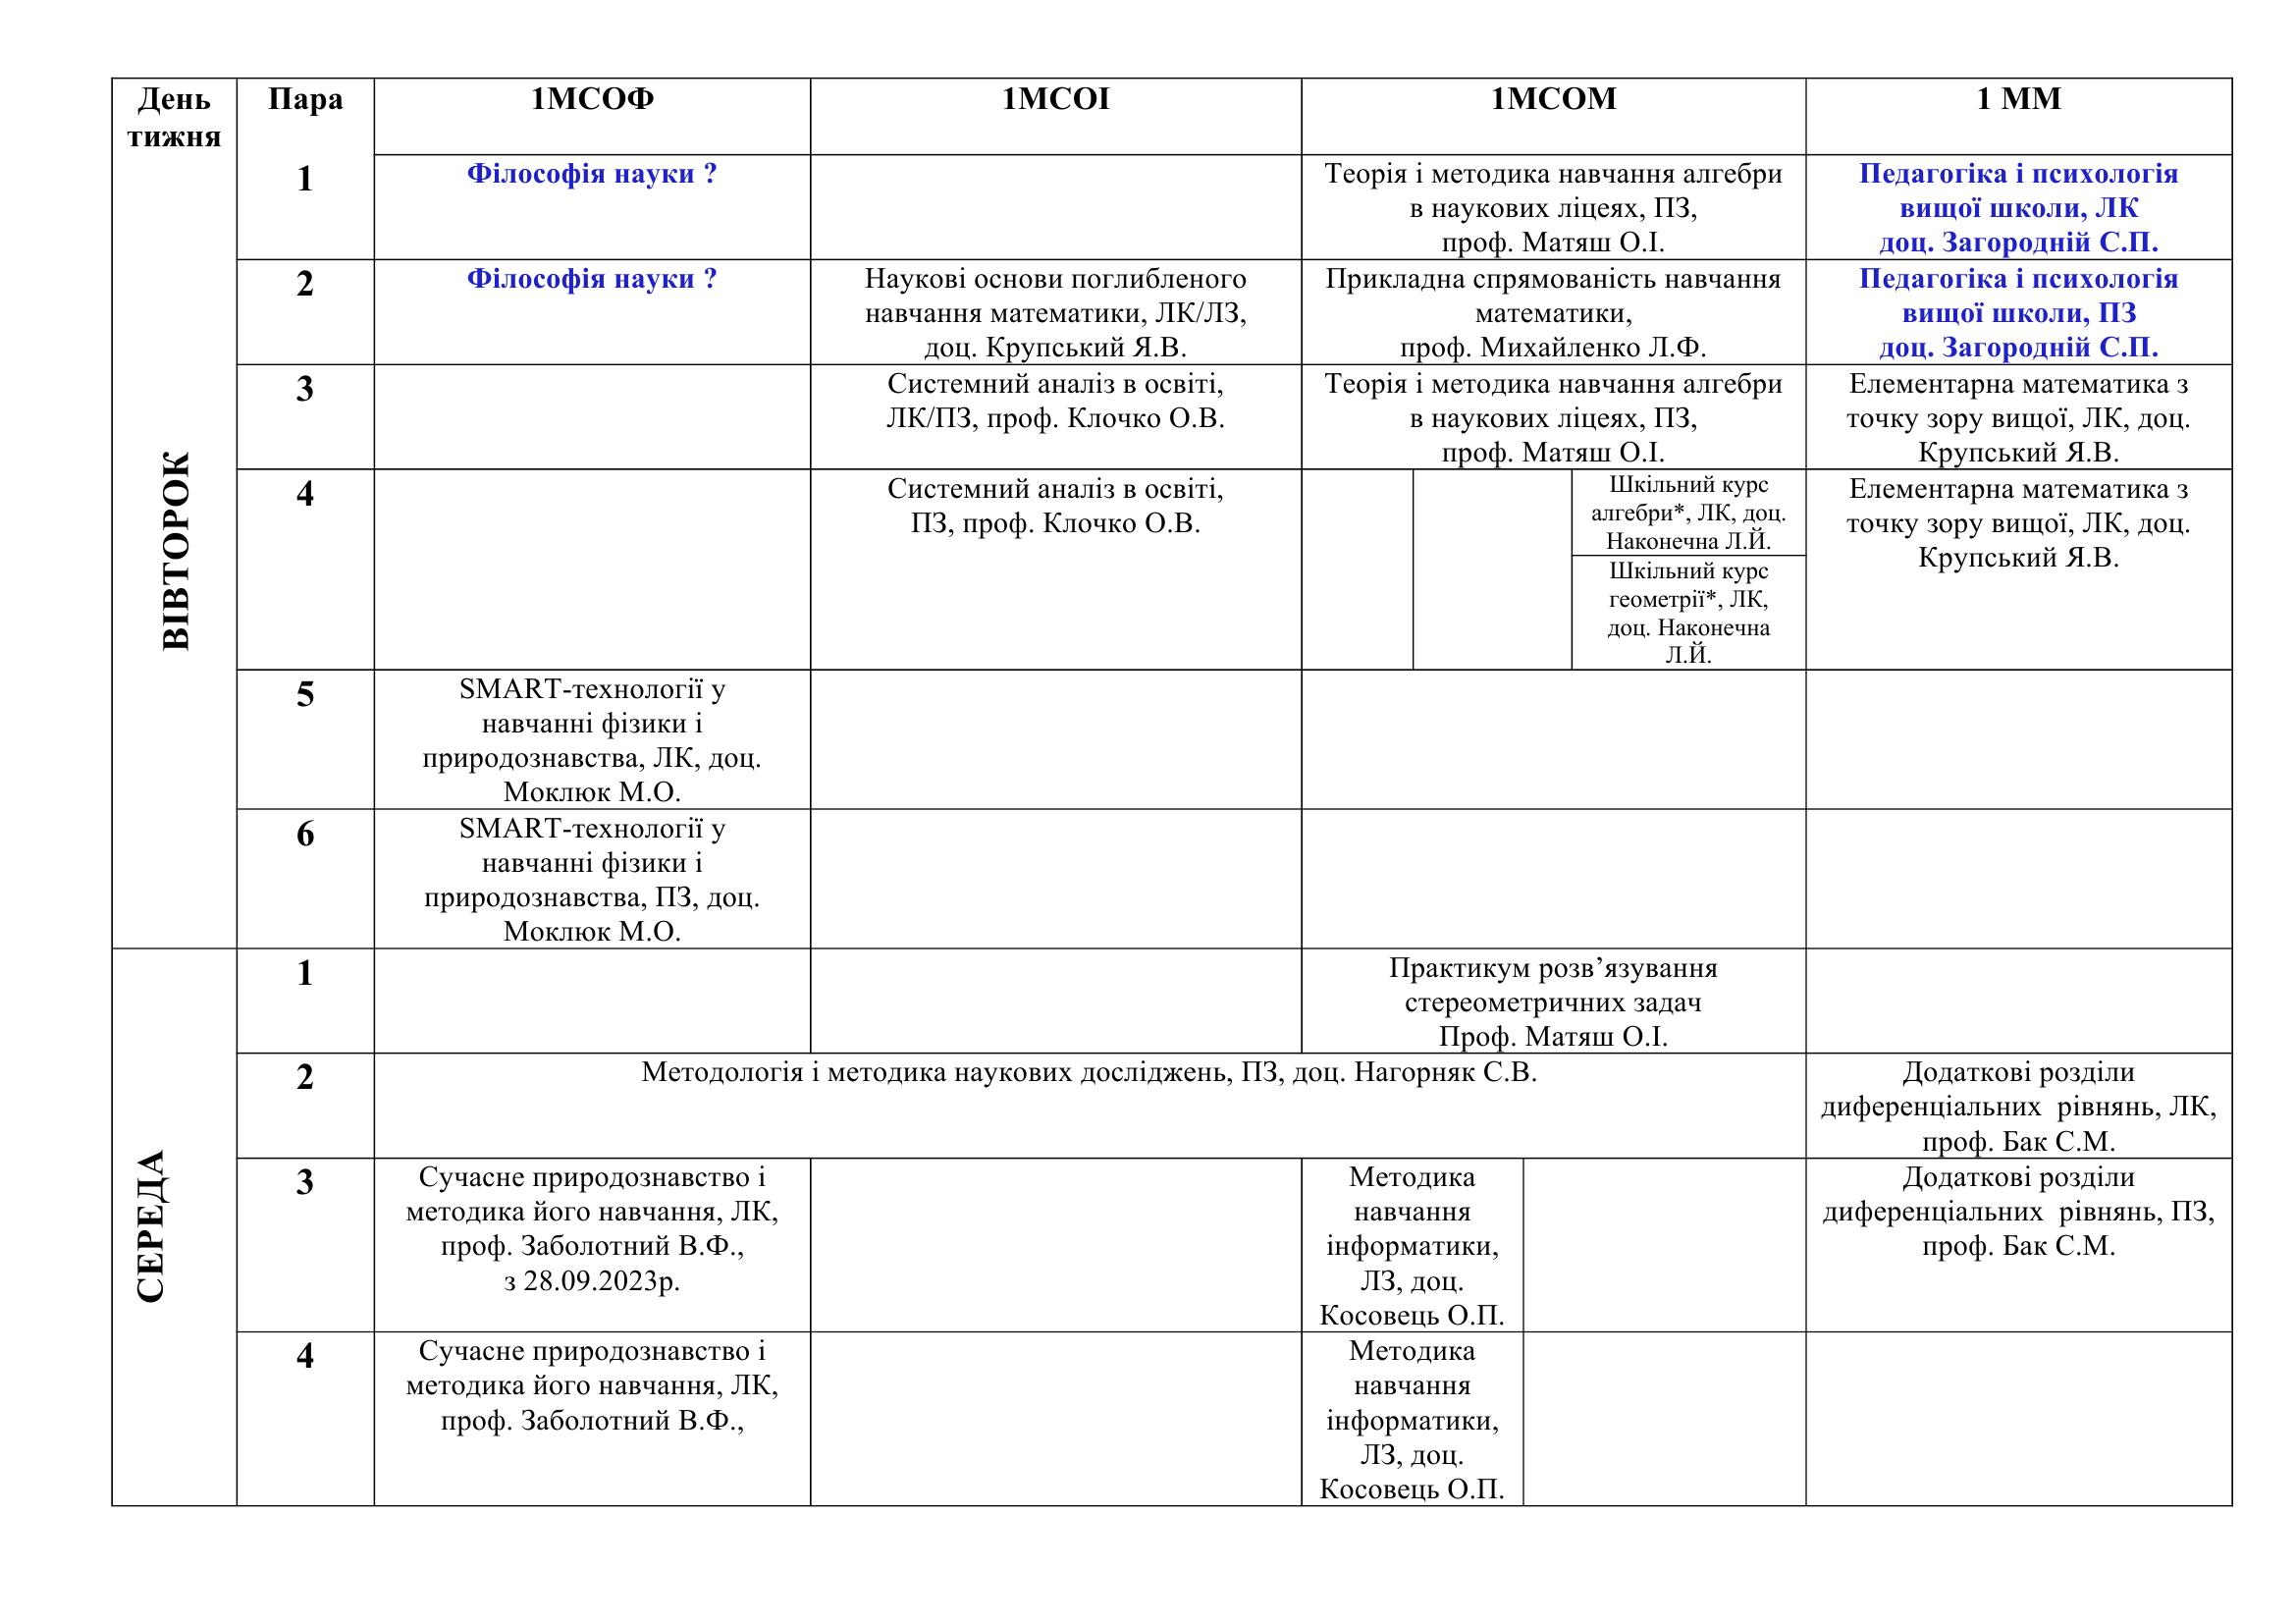 День
тижня
Пара
1МСОФ
1МСОІ
1МСОМ
1 ММ
ВІВТОРОК
1
Філософія науки ?
Теорія і методика навчання алгебри
в наукових ліцеях, ПЗ,
проф. Матяш О.І.
Педагогіка і психологія
вищої школи, ЛК
доц. Загородній С.П.
2
Філософія науки ?
Наукові основи поглибленого
навчання математики, ЛК/ЛЗ,
доц. Крупський Я.В.
Прикладна спрямованість навчання
математики,
проф. Михайленко Л.Ф.
Педагогіка і психологія
вищої школи, ПЗ
доц. Загородній С.П.
3
Системний аналіз в освіті,
ЛК/ПЗ, проф. Клочко О.В.
Теорія і методика навчання алгебри
в наукових ліцеях, ПЗ,
проф. Матяш О.І.
Елементарна математика з
точку зору вищої, ЛК, доц.
Крупський Я.В.
4
Системний аналіз в освіті,
ПЗ, проф. Клочко О.В.
Шкільний курс
алгебри*, ЛК, доц.
Наконечна Л.Й.
Шкільний курс
геометрії*, ЛК,
доц. Наконечна
Л.Й.
Елементарна математика з
точку зору вищої, ЛК, доц.
Крупський Я.В.
5
SMART-технології у
навчанні фізики і
природознавства, ЛК, доц.
Моклюк М.О.
6
SMART-технології у
навчанні фізики і
природознавства, ПЗ, доц.
Моклюк М.О.
СЕРЕДА
1
Практикум розв’язування
стереометричних задач
Проф. Матяш О.І.
2
Методологія і методика наукових досліджень, ПЗ, доц. Нагорняк С.В.
Додаткові розділи
диференціальних  рівнянь, ЛК,
проф. Бак С.М.
3
Сучасне природознавство і
методика його навчання, ЛК,
проф. Заболотний В.Ф.,
з 28.09.2023р.
Методика
навчання
інформатики,
ЛЗ, доц.
Косовець О.П.
Додаткові розділи
диференціальних  рівнянь, ПЗ,
проф. Бак С.М.
4
Сучасне природознавство і
методика його навчання, ЛК,
проф. Заболотний В.Ф.,
Методика
навчання
інформатики,
ЛЗ, доц.
Косовець О.П.